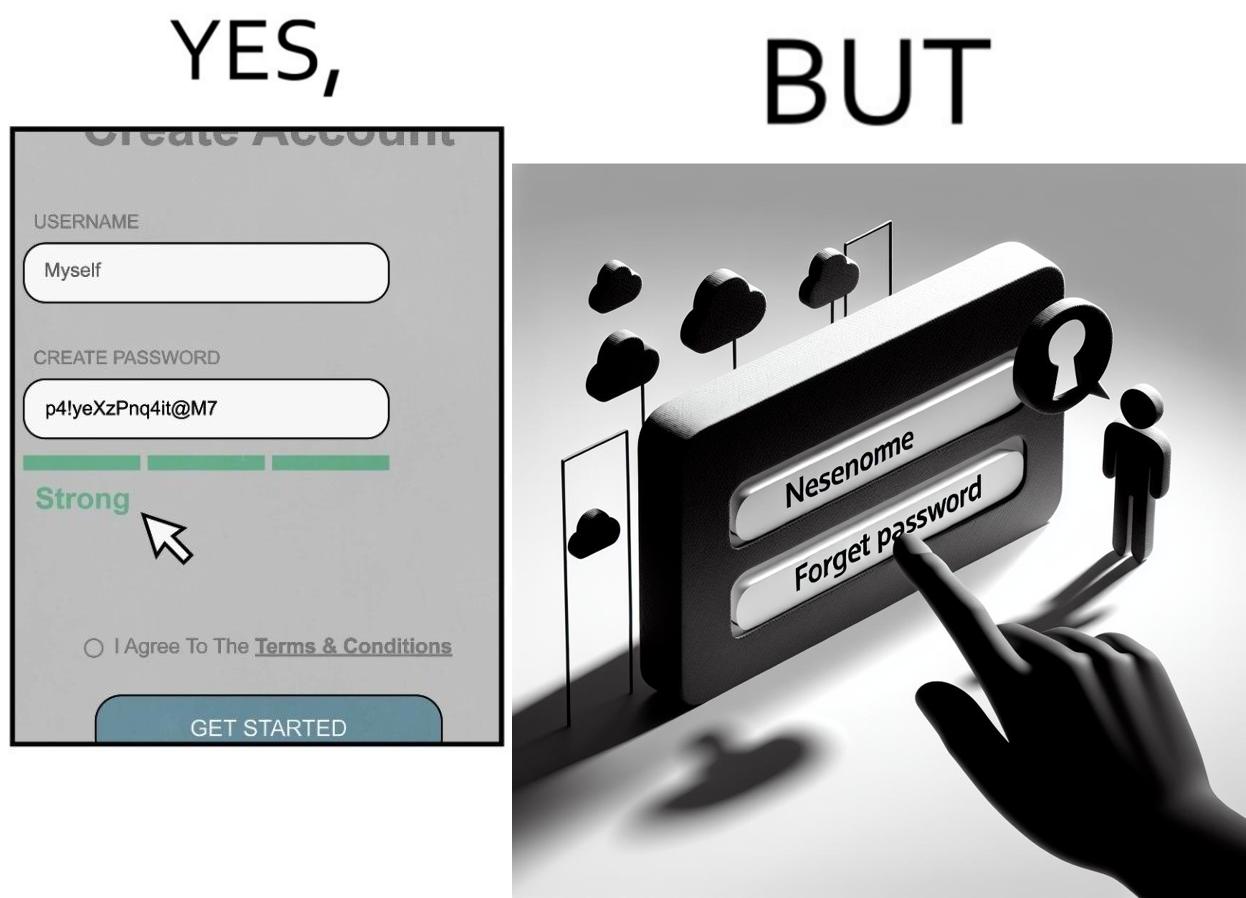 YES,
BUT
Create Account
USERNAME
Myself
CREATE PASSWORD
p4!yeXzPnq4it@M7
Strong
I Agree To The Terms & Conditions
GET STARTED
Nesenomme
Forget password